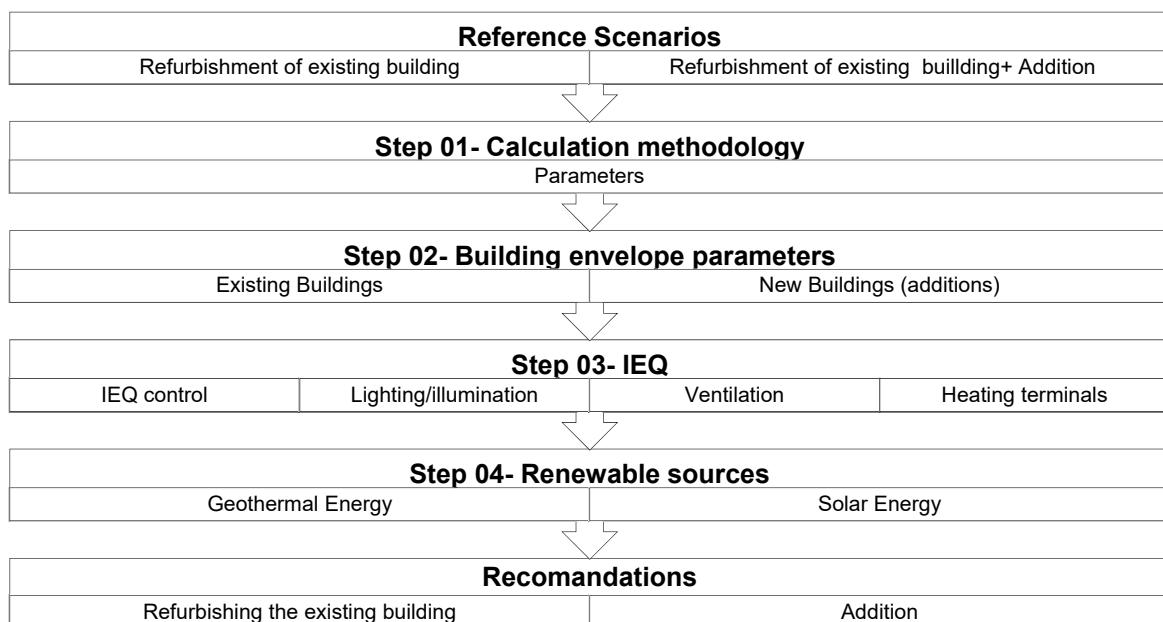 Reference Scenarios
Refurbishment of existing building
Refurbishment of existing buillding+ Addition
Step 01- Calculation methodology
Parameters
Step 02- Building envelope parameters
Existing Buildings
New Buildings (additions)
Step 03- IEQ
IEQ control
Lighting/illumination
Ventilation
Heating terminals
Step 04- Renewable sources
Geothermal Energy
Solar Energy
Recomandations
Refurbishing the existing building
Addition